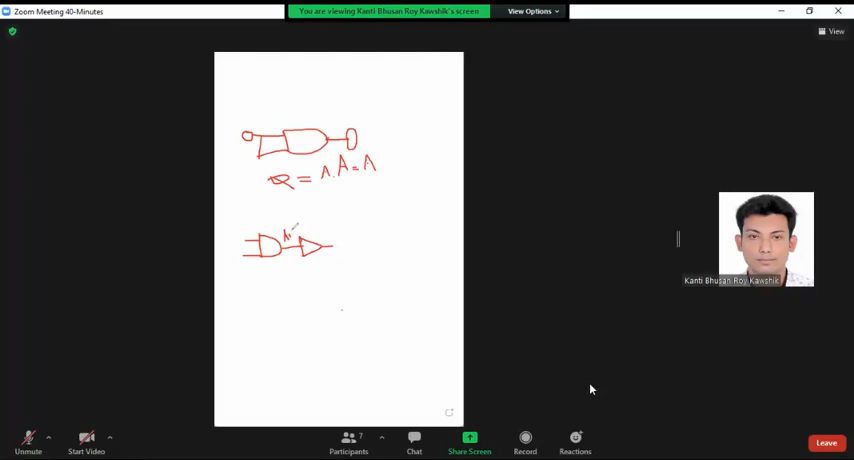 Zoom Meeting 40-Minutes
You are viewing Kanti Bhusan Roy Kawshik's screen
View Options
View
Q = A.A = A
Kanti Bhusan Roy Kawshik
Unmute
Start Video
7
Participants
Chat
Share Screen
Record
Reactions
Leave